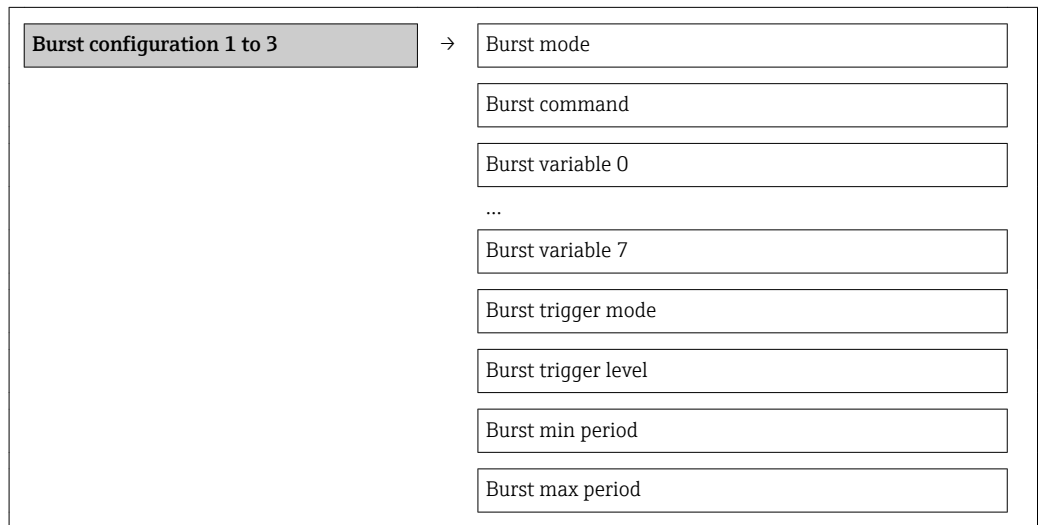 Burst configuration 1 to 3 → Burst mode
Burst command
Burst variable 0
...
Burst variable 7
Burst trigger mode
Burst trigger level
Burst min period
Burst max period